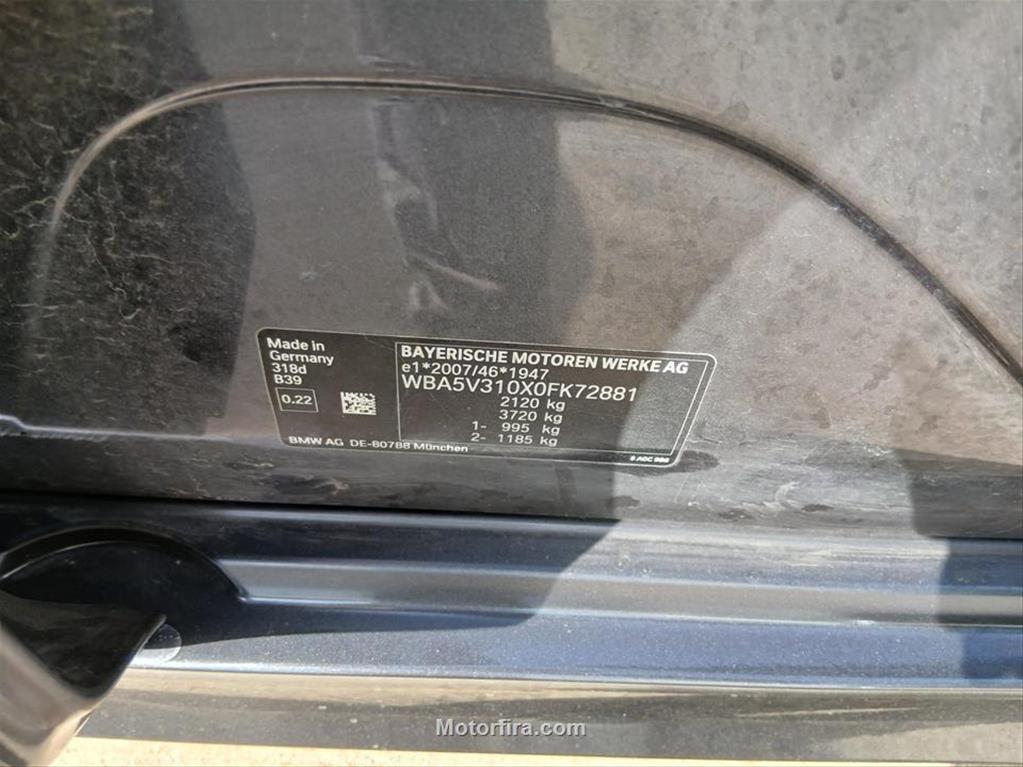 Made in
Germany
318d
B39
0.22
BMW AG DE-80788 München
BAYERISCHE MOTOREN WERKE AG
e1*2007/46*1947
WBA5V310X0FK72881
2120 kg
3720 kg
1- 995 kg
2- 1185 kg
Motorfira.com